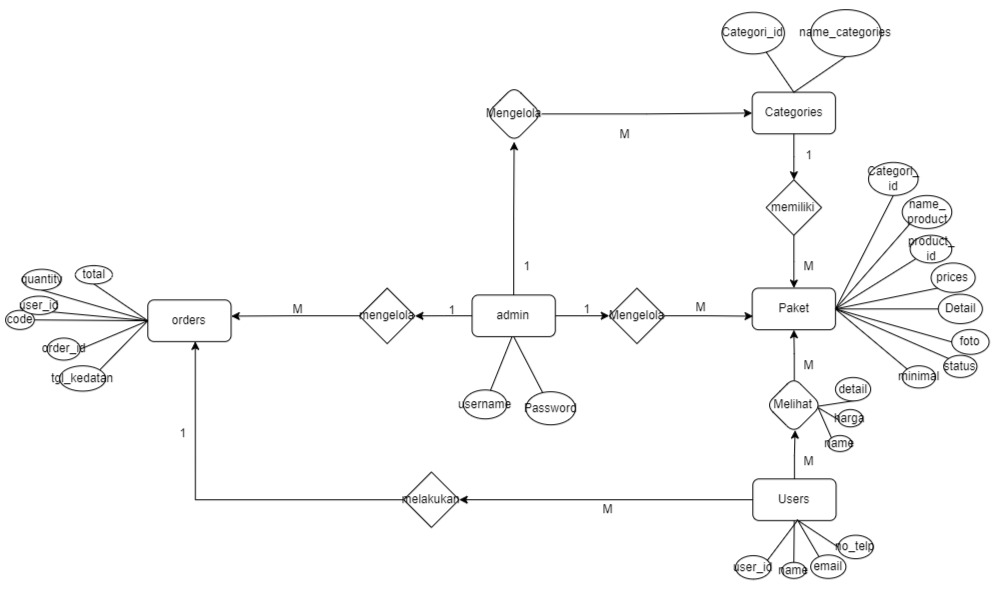 Categori_id
name_categories
Mengelola
M
Categories
1
memiliki
M
Categori_
id
name_
product
product_
id
prices
Detail
foto
status
minimal
Paket
1
quantity
total
user_id
code
order_id
tgl_kedatan
orders
M
mengelola
1
admin
1
Mengelola
M
username
Password
M
Melihat
detail
harga
name
M
1
melakukan
M
Users
user_id
name
email
no_telp